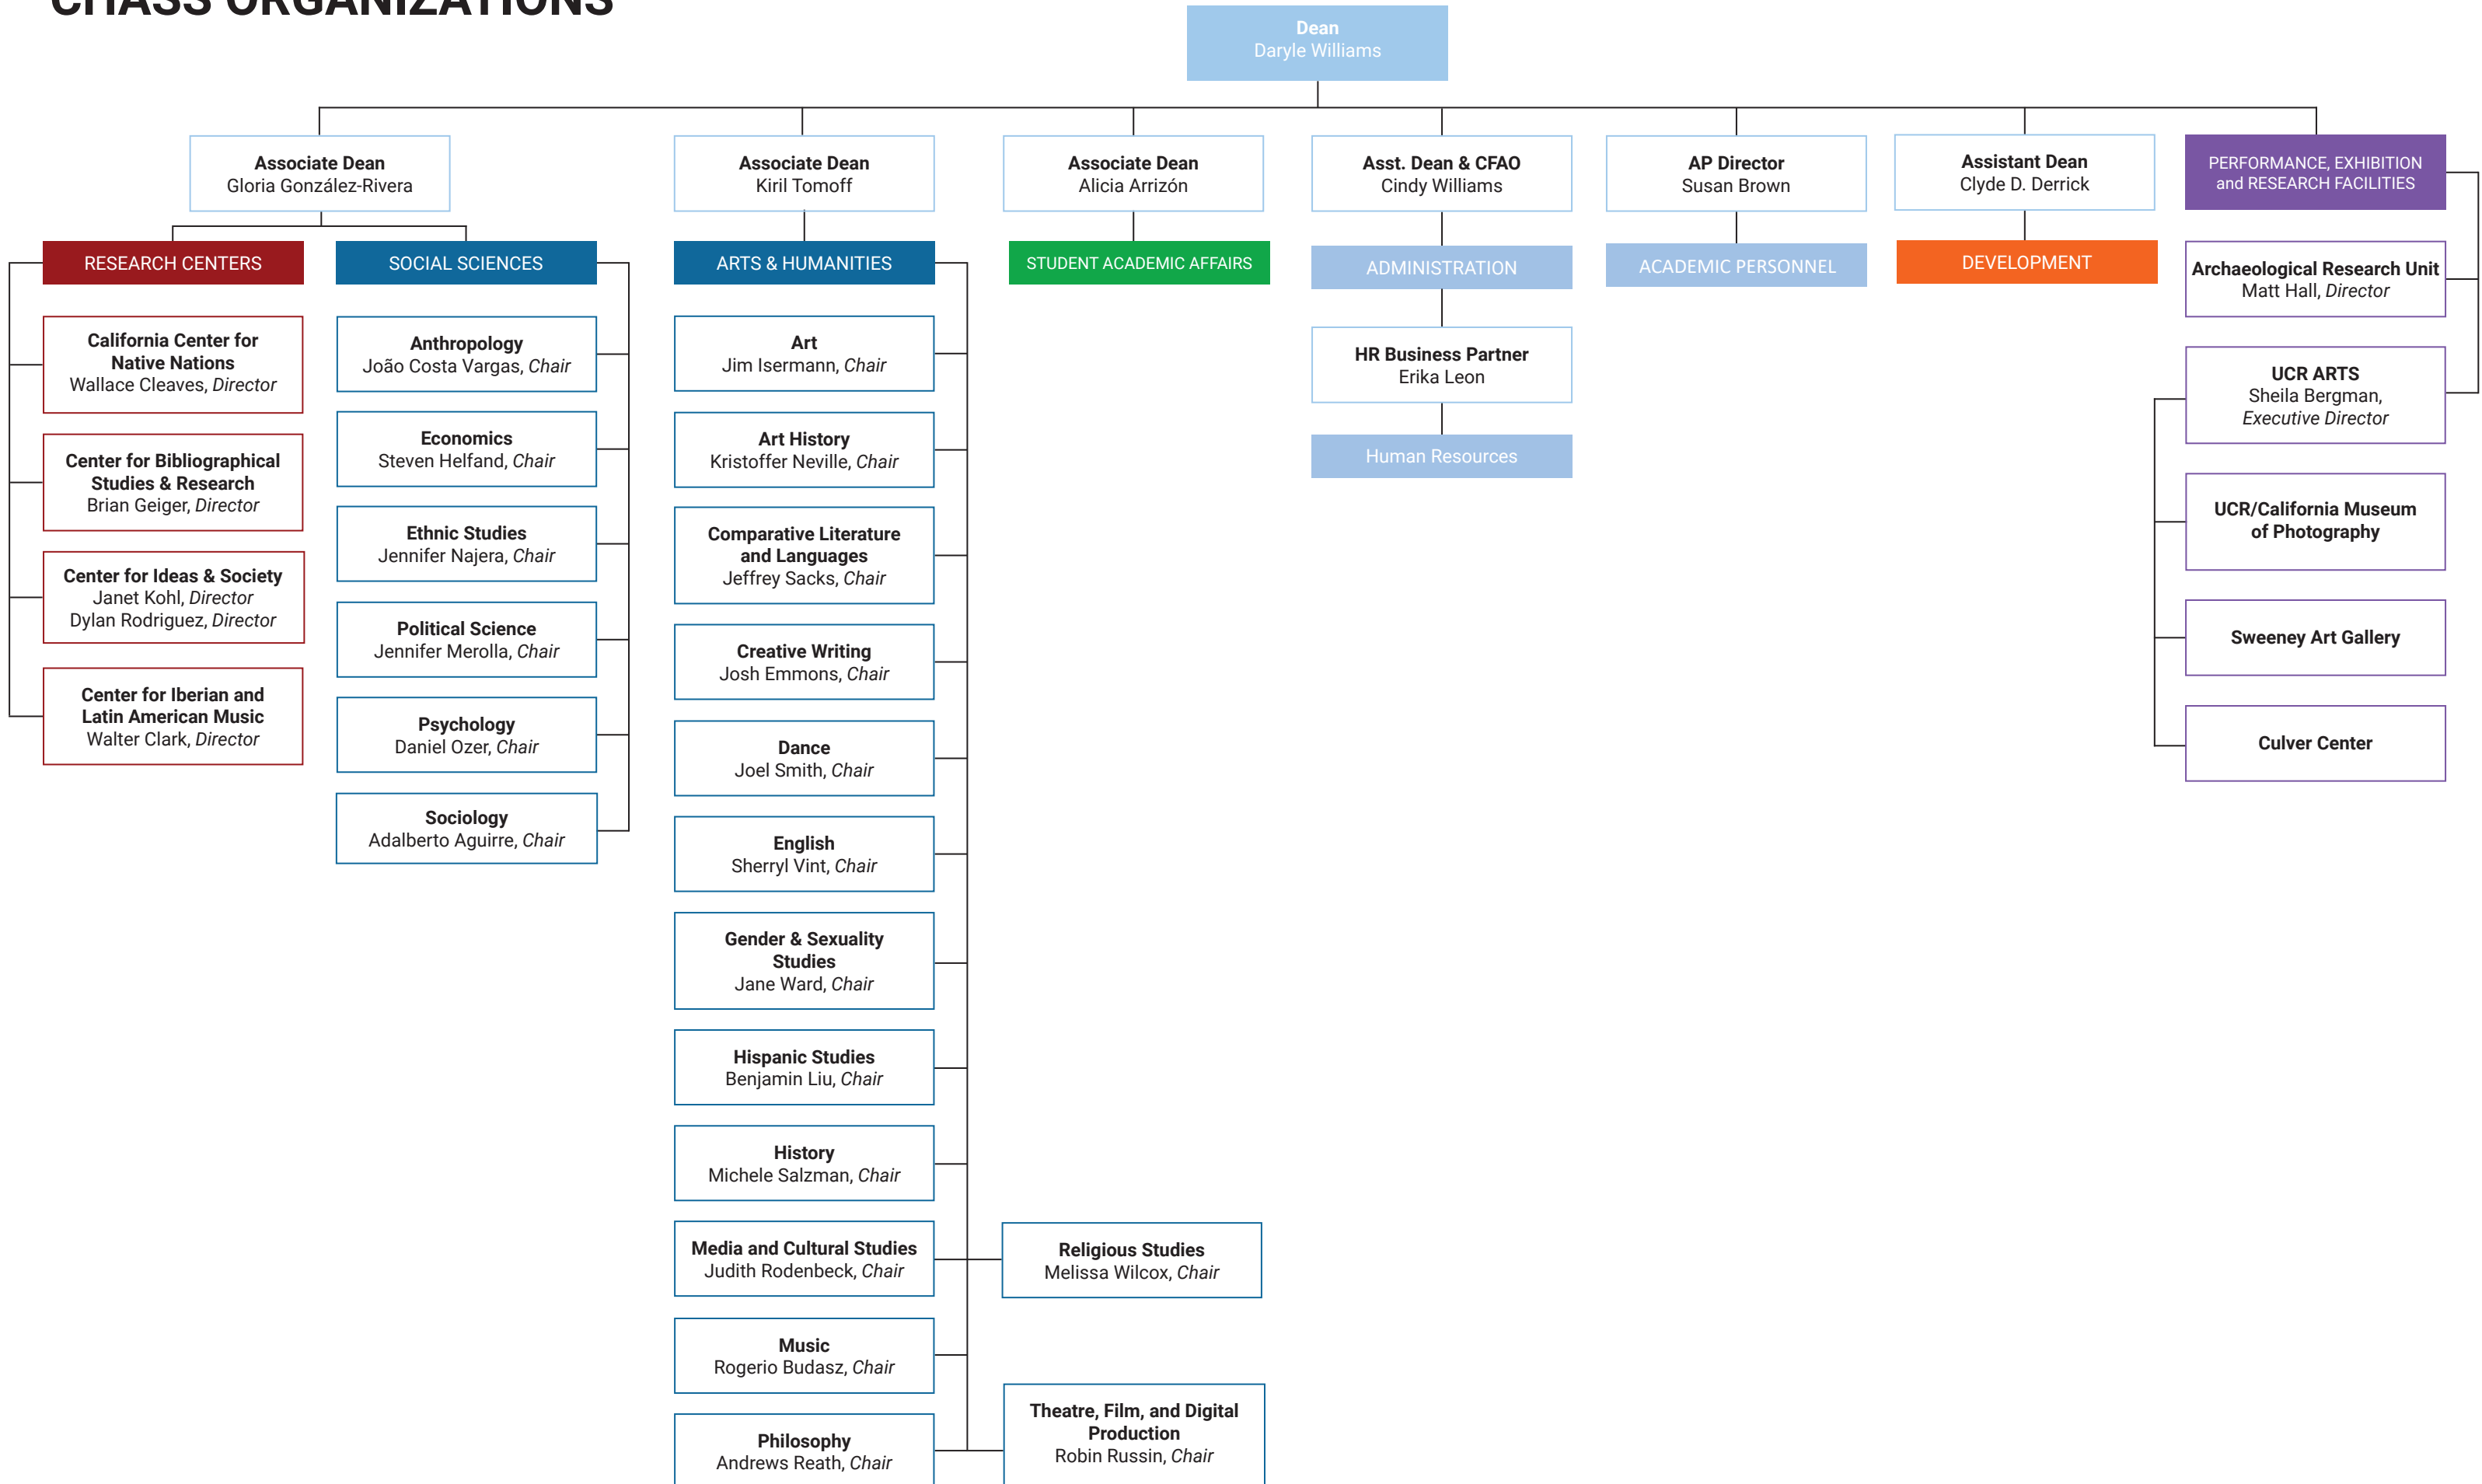 CHASS ORGANIZATIONS
Dean
Daryle Williams
Associate Dean
Gloria González-Rivera
Associate Dean
Kiril Tomoff
Associate Dean
Alicia Arrizón
Asst. Dean & CFAO
Cindy Williams
AP Director
Susan Brown
Assistant Dean
Clyde D. Derrick
PERFORMANCE, EXHIBITION
and RESEARCH FACILITIES
RESEARCH CENTERS
California Center for
Native Nations
Wallace Cleaves, Director
Center for Bibliographical
Studies & Research
Brian Geiger, Director
Center for Ideas & Society
Janet Kohl, Director
Dylan Rodriguez, Director
Center for Iberian and
Latin American Music
Walter Clark, Director
SOCIAL SCIENCES
Anthropology
João Costa Vargas, Chair
Economics
Steven Helfand, Chair
Ethnic Studies
Jennifer Najera, Chair
Political Science
Jennifer Merolla, Chair
Psychology
Daniel Ozer, Chair
Sociology
Adalberto Aguirre, Chair
ARTS & HUMANITIES
Art
Jim Isermann, Chair
Art History
Kristoffer Neville, Chair
Comparative Literature
and Languages
Jeffrey Sacks, Chair
Creative Writing
Josh Emmons, Chair
Dance
Joel Smith, Chair
English
Sherryl Vint, Chair
Gender & Sexuality
Studies
Jane Ward, Chair
Hispanic Studies
Benjamin Liu, Chair
History
Michele Salzman, Chair
Media and Cultural Studies
Judith Rodenbeck, Chair
Music
Rogerio Budasz, Chair
Philosophy
Andrews Reath, Chair
Religious Studies
Melissa Wilcox, Chair
Theatre, Film, and Digital
Production
Robin Russin, Chair
STUDENT ACADEMIC AFFAIRS
ADMINISTRATION
HR Business Partner
Erika Leon
Human Resources
ACADEMIC PERSONNEL
DEVELOPMENT
Archaeological Research Unit
Matt Hall, Director
UCR ARTS
Sheila Bergman,
Executive Director
UCR/California Museum
of Photography
Sweeney Art Gallery
Culver Center